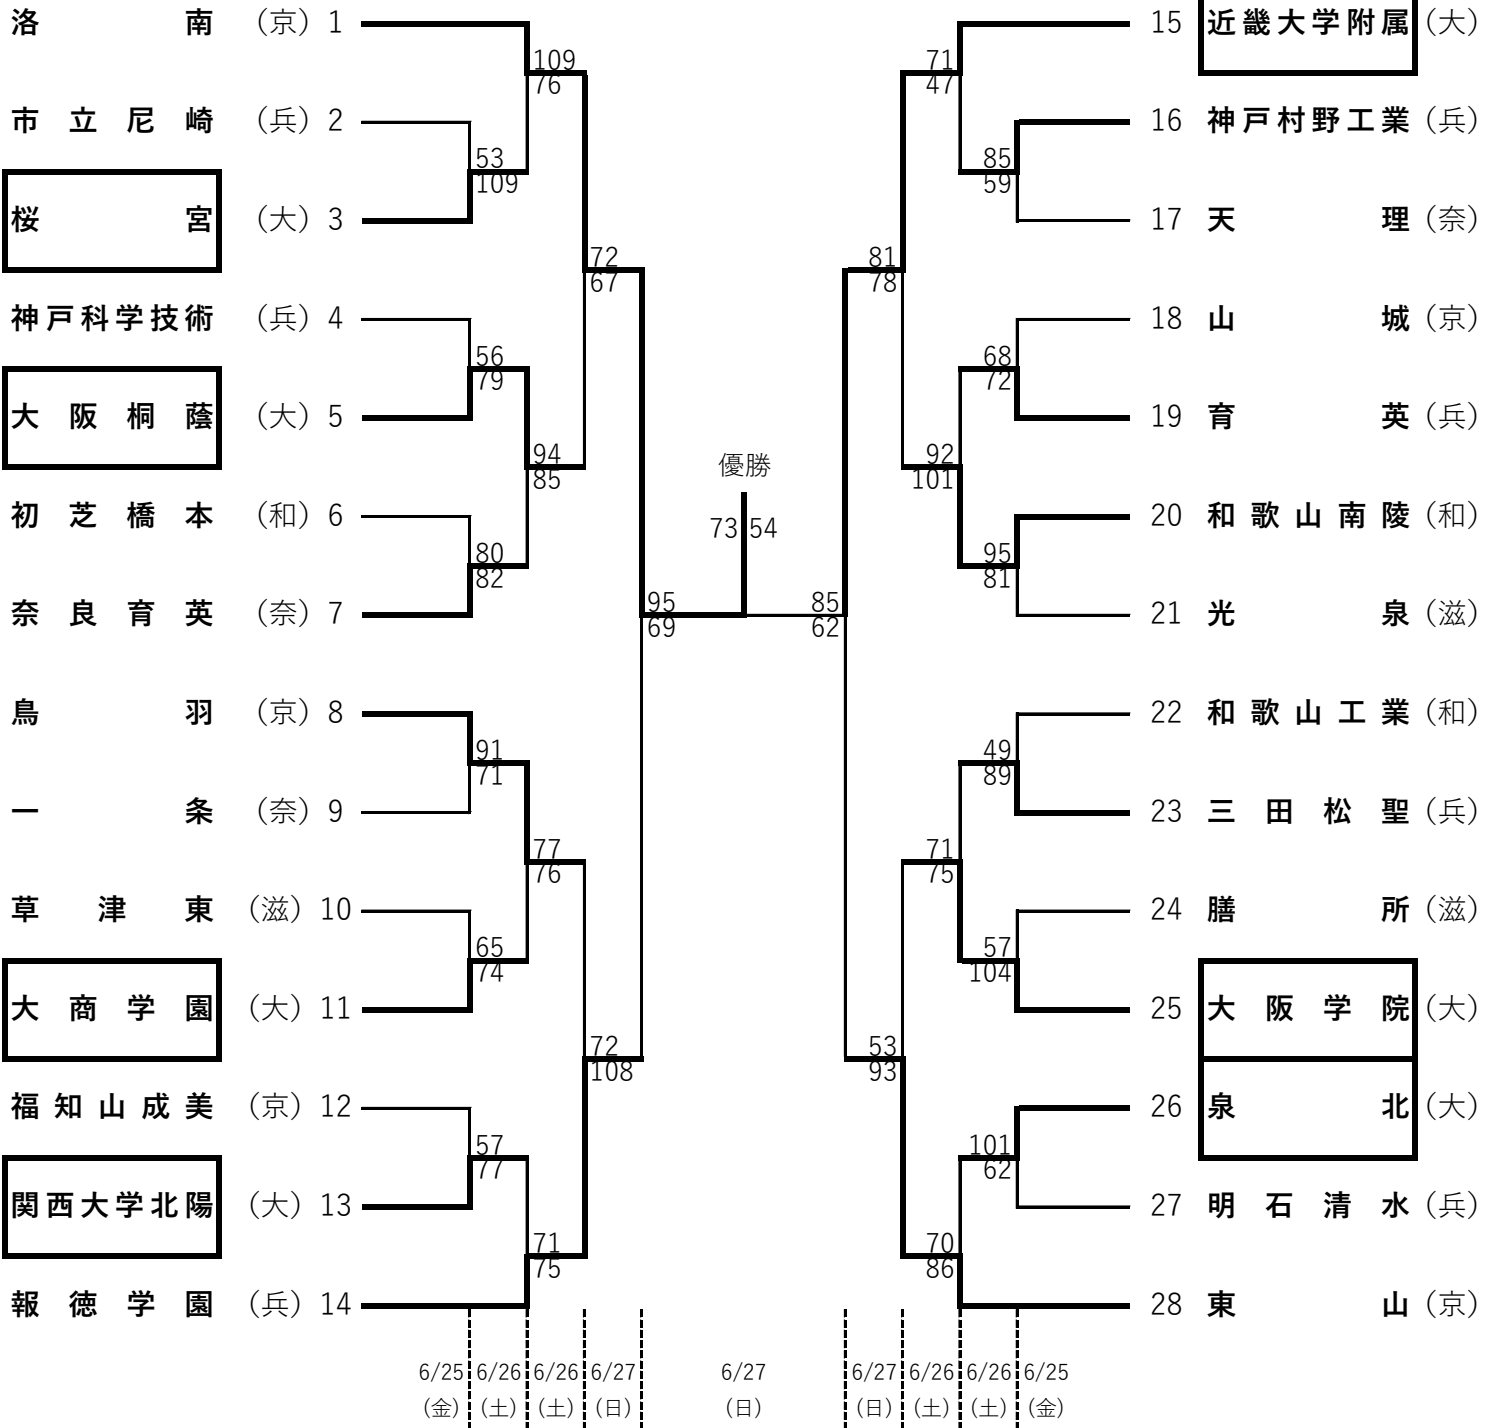 洛南 （京） 1
109
76
市立尼崎 （兵） 2
53
109
桜宮 （大） 3
72
67
神戸科学技術 （兵） 4
56
79
大阪桐蔭 （大） 5
94
85
初芝橋本 （和） 6
80
82
奈良育英 （奈） 7
95
69
鳥羽 （京） 8
91
71
一条 （奈） 9
77
76
草津東 （滋） 10
65
74
大商学園 （大） 11
72
108
福知山成美 （京） 12
57
77
関西大学北陽 （大） 13
71
75
報徳学園 （兵） 14
優勝
73 54
15 近畿大学附属 （大）
71
47
16 神戸村野工業 （兵）
85
59
17 天理 （奈）
81
78
18 山城 （京）
68
72
19 育英 （兵）
92
101
20 和歌山南陵 （和）
95
81
21 光泉 （滋）
85
62
22 和歌山工業 （和）
49
89
23 三田松聖 （兵）
71
75
24 膳所 （滋）
57
104
25 大阪学院 （大）
53
93
26 泉北 （大）
101
62
27 明石清水 （兵）
70
86
28 東山 （京）
6/25 6/26 6/26 6/27 6/27 6/27 6/26 6/26 6/25
（金） （土） （土） （日） （日） （日） （土） （土） （金）